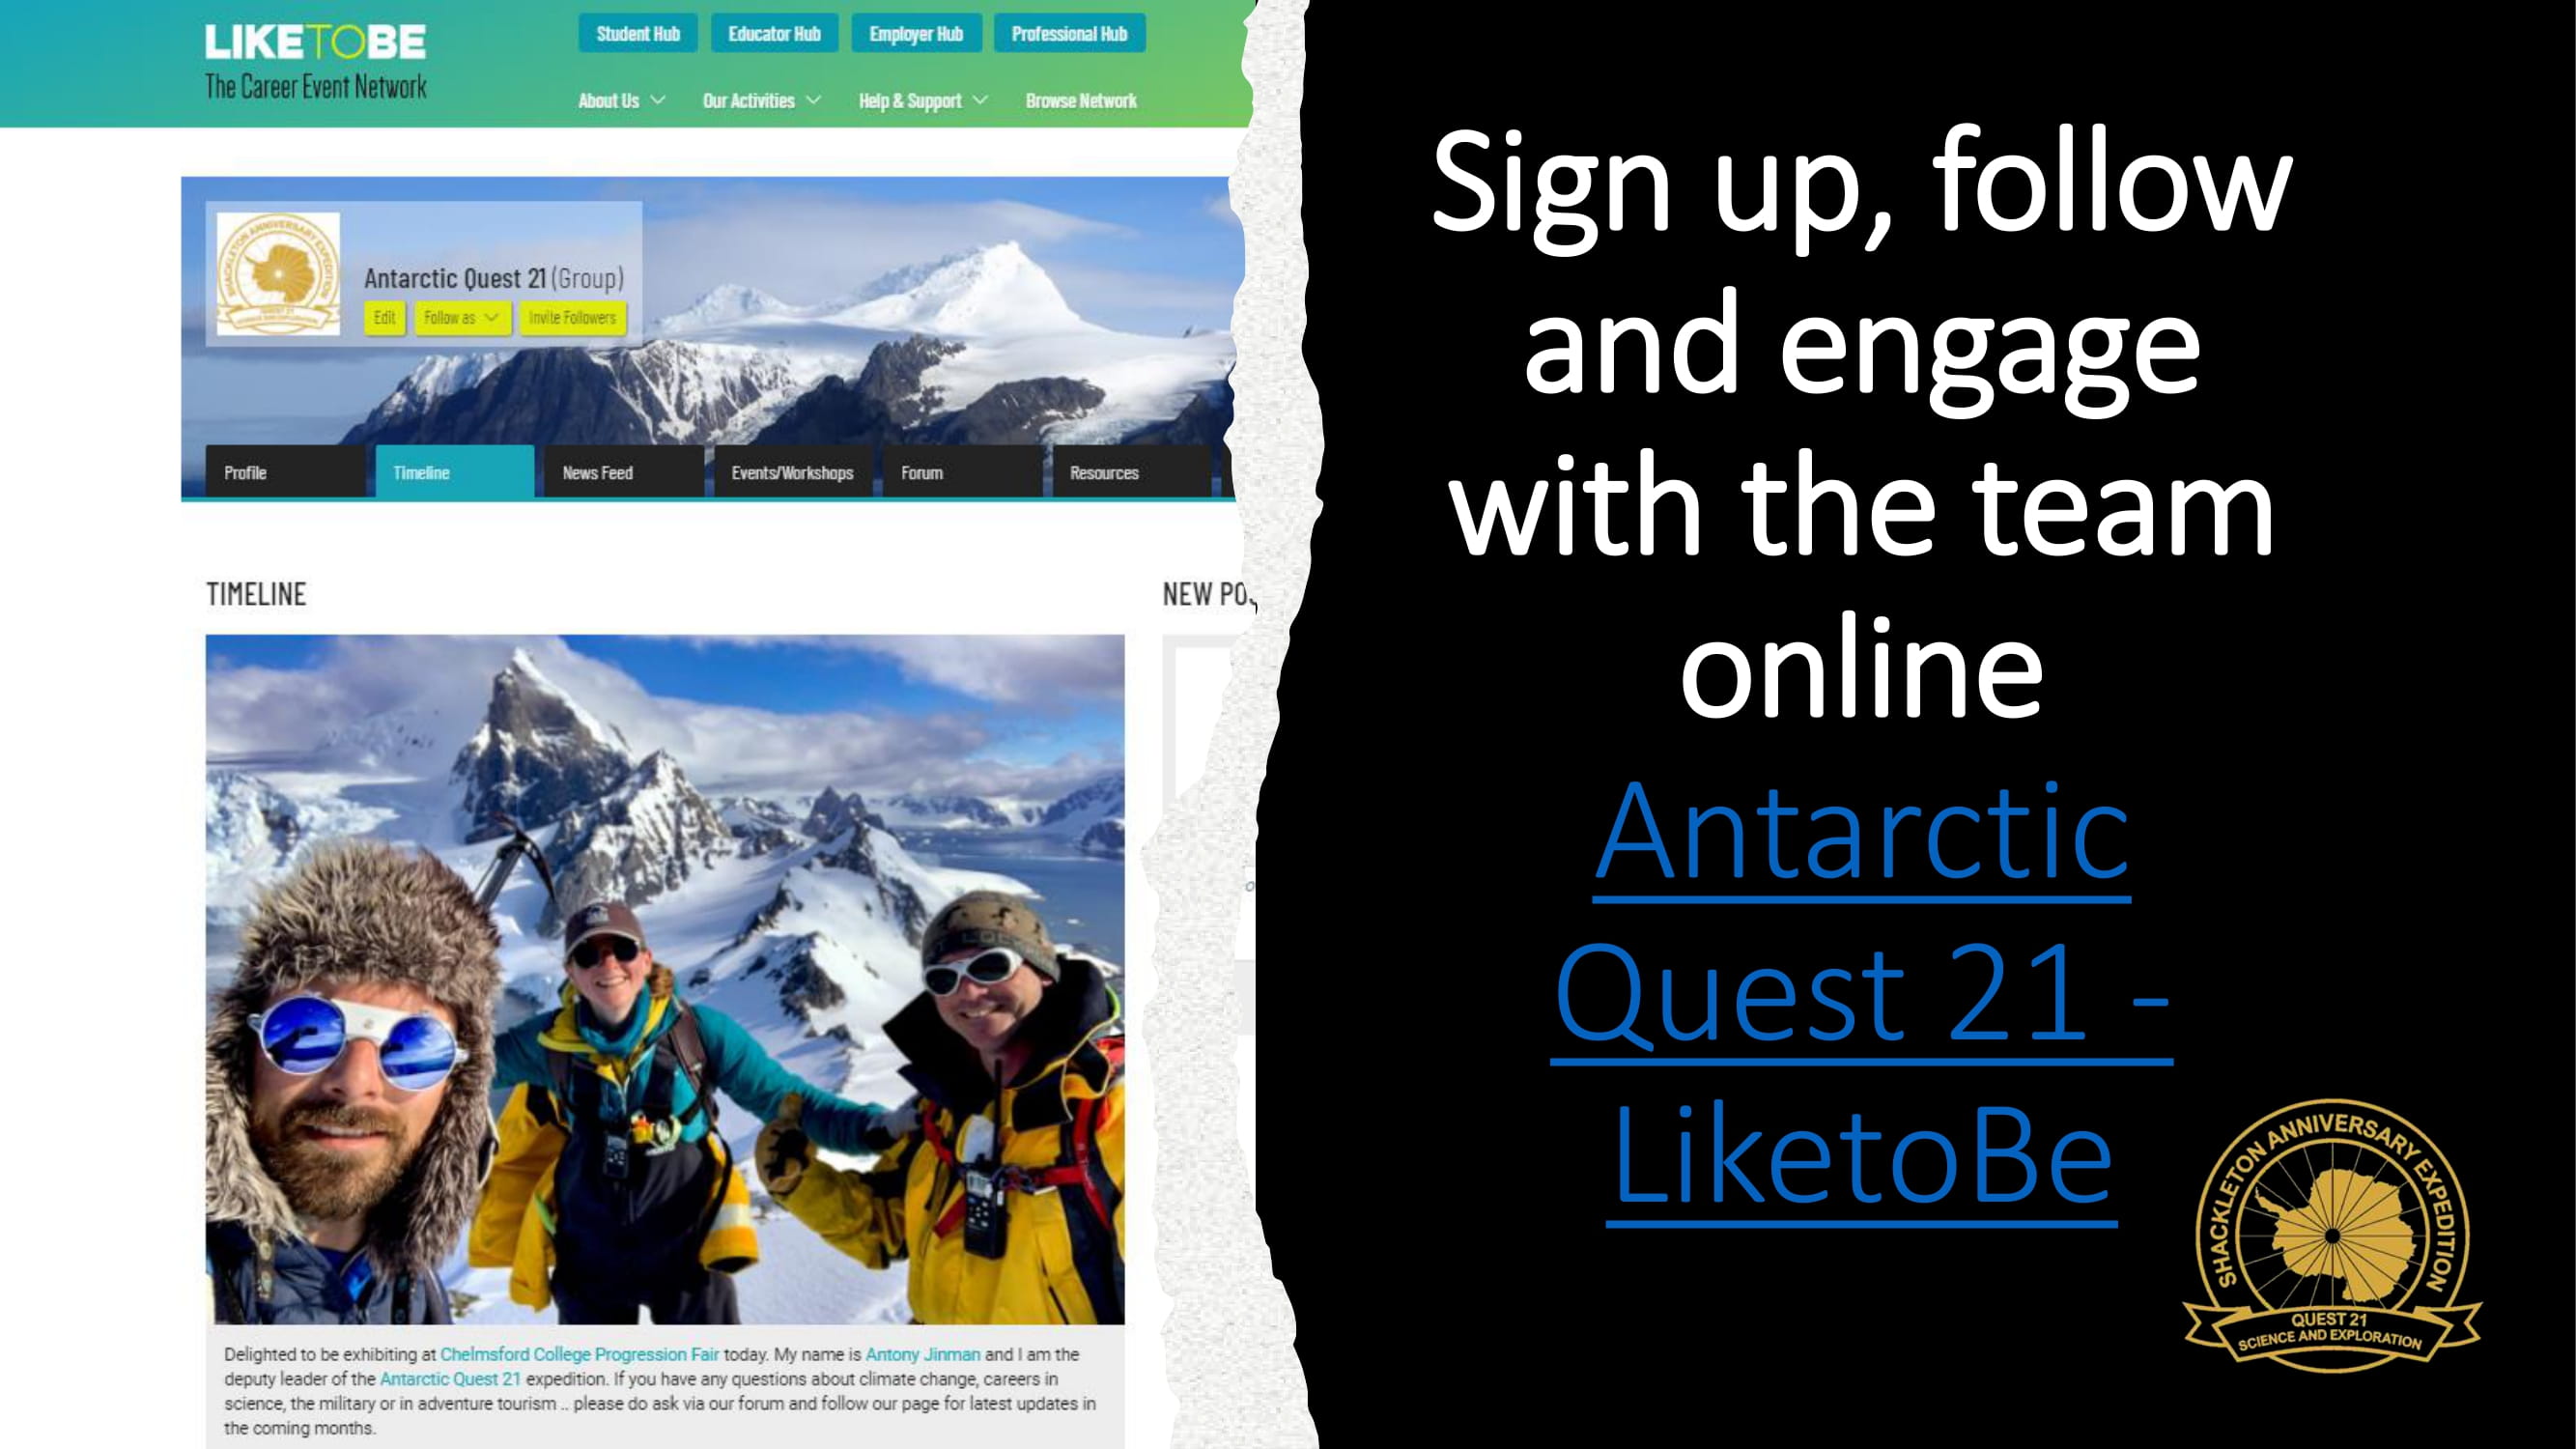 LIKETOBE
The Career Event Network
Student Hub
Educator Hub
Employer Hub
Professional Hub
About Us
Our Activities
Help & Support
Browse Network
SHACKLETON ANNIVERSARY EXPEDITION
Antarctic Quest 21 (Group)
Edit
Follow as
Invite Followers
Profile
Timeline
News Feed
Events/Workshops
Forum
Resources
TIMELINE
NEW
Delighted to be exhibiting at Chelmsford College Progression Fair today. My name is Antony Jinman and I am the
deputy leader of the Antarctic Quest 21 expedition. If you have any questions about climate change, careers in
science, the military or in adventure tourism .. please do ask via our forum and follow our page for latest updates in
the coming months.
Sign up, follow
and engage
with the team
online
Antarctic
Quest 21 -
LiketoBe
SHACKLETON ANNIVERSARY EXPEDITION
QUEST 21
SCIENCE AND EXPLORATION